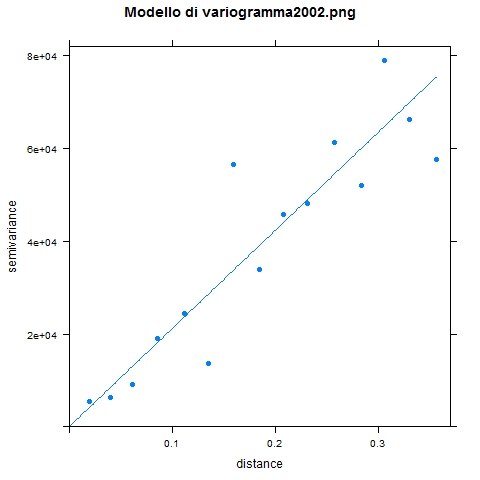 Modello di variogramma2002.png
8e+04
6e+04
4e+04
2e+04
semivariance
0.1 0.2 0.3
distance